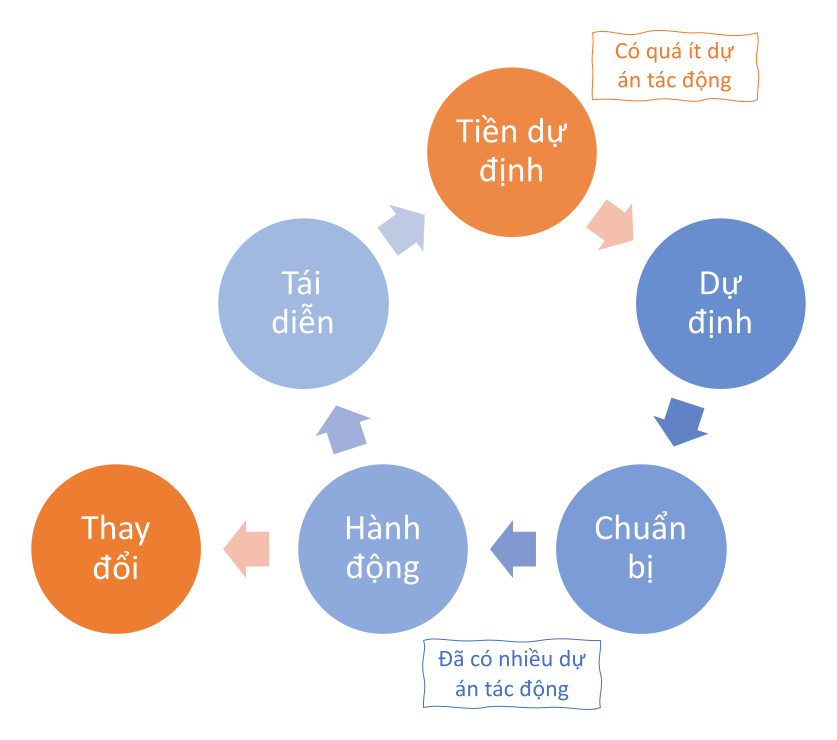 Có quá ít dự
án tác động
Tiền dự
định
Tái
diễn
Dự
định
Thay
đổi
Hành
động
Chuẩn
bị
Đã có nhiều dự
án tác động